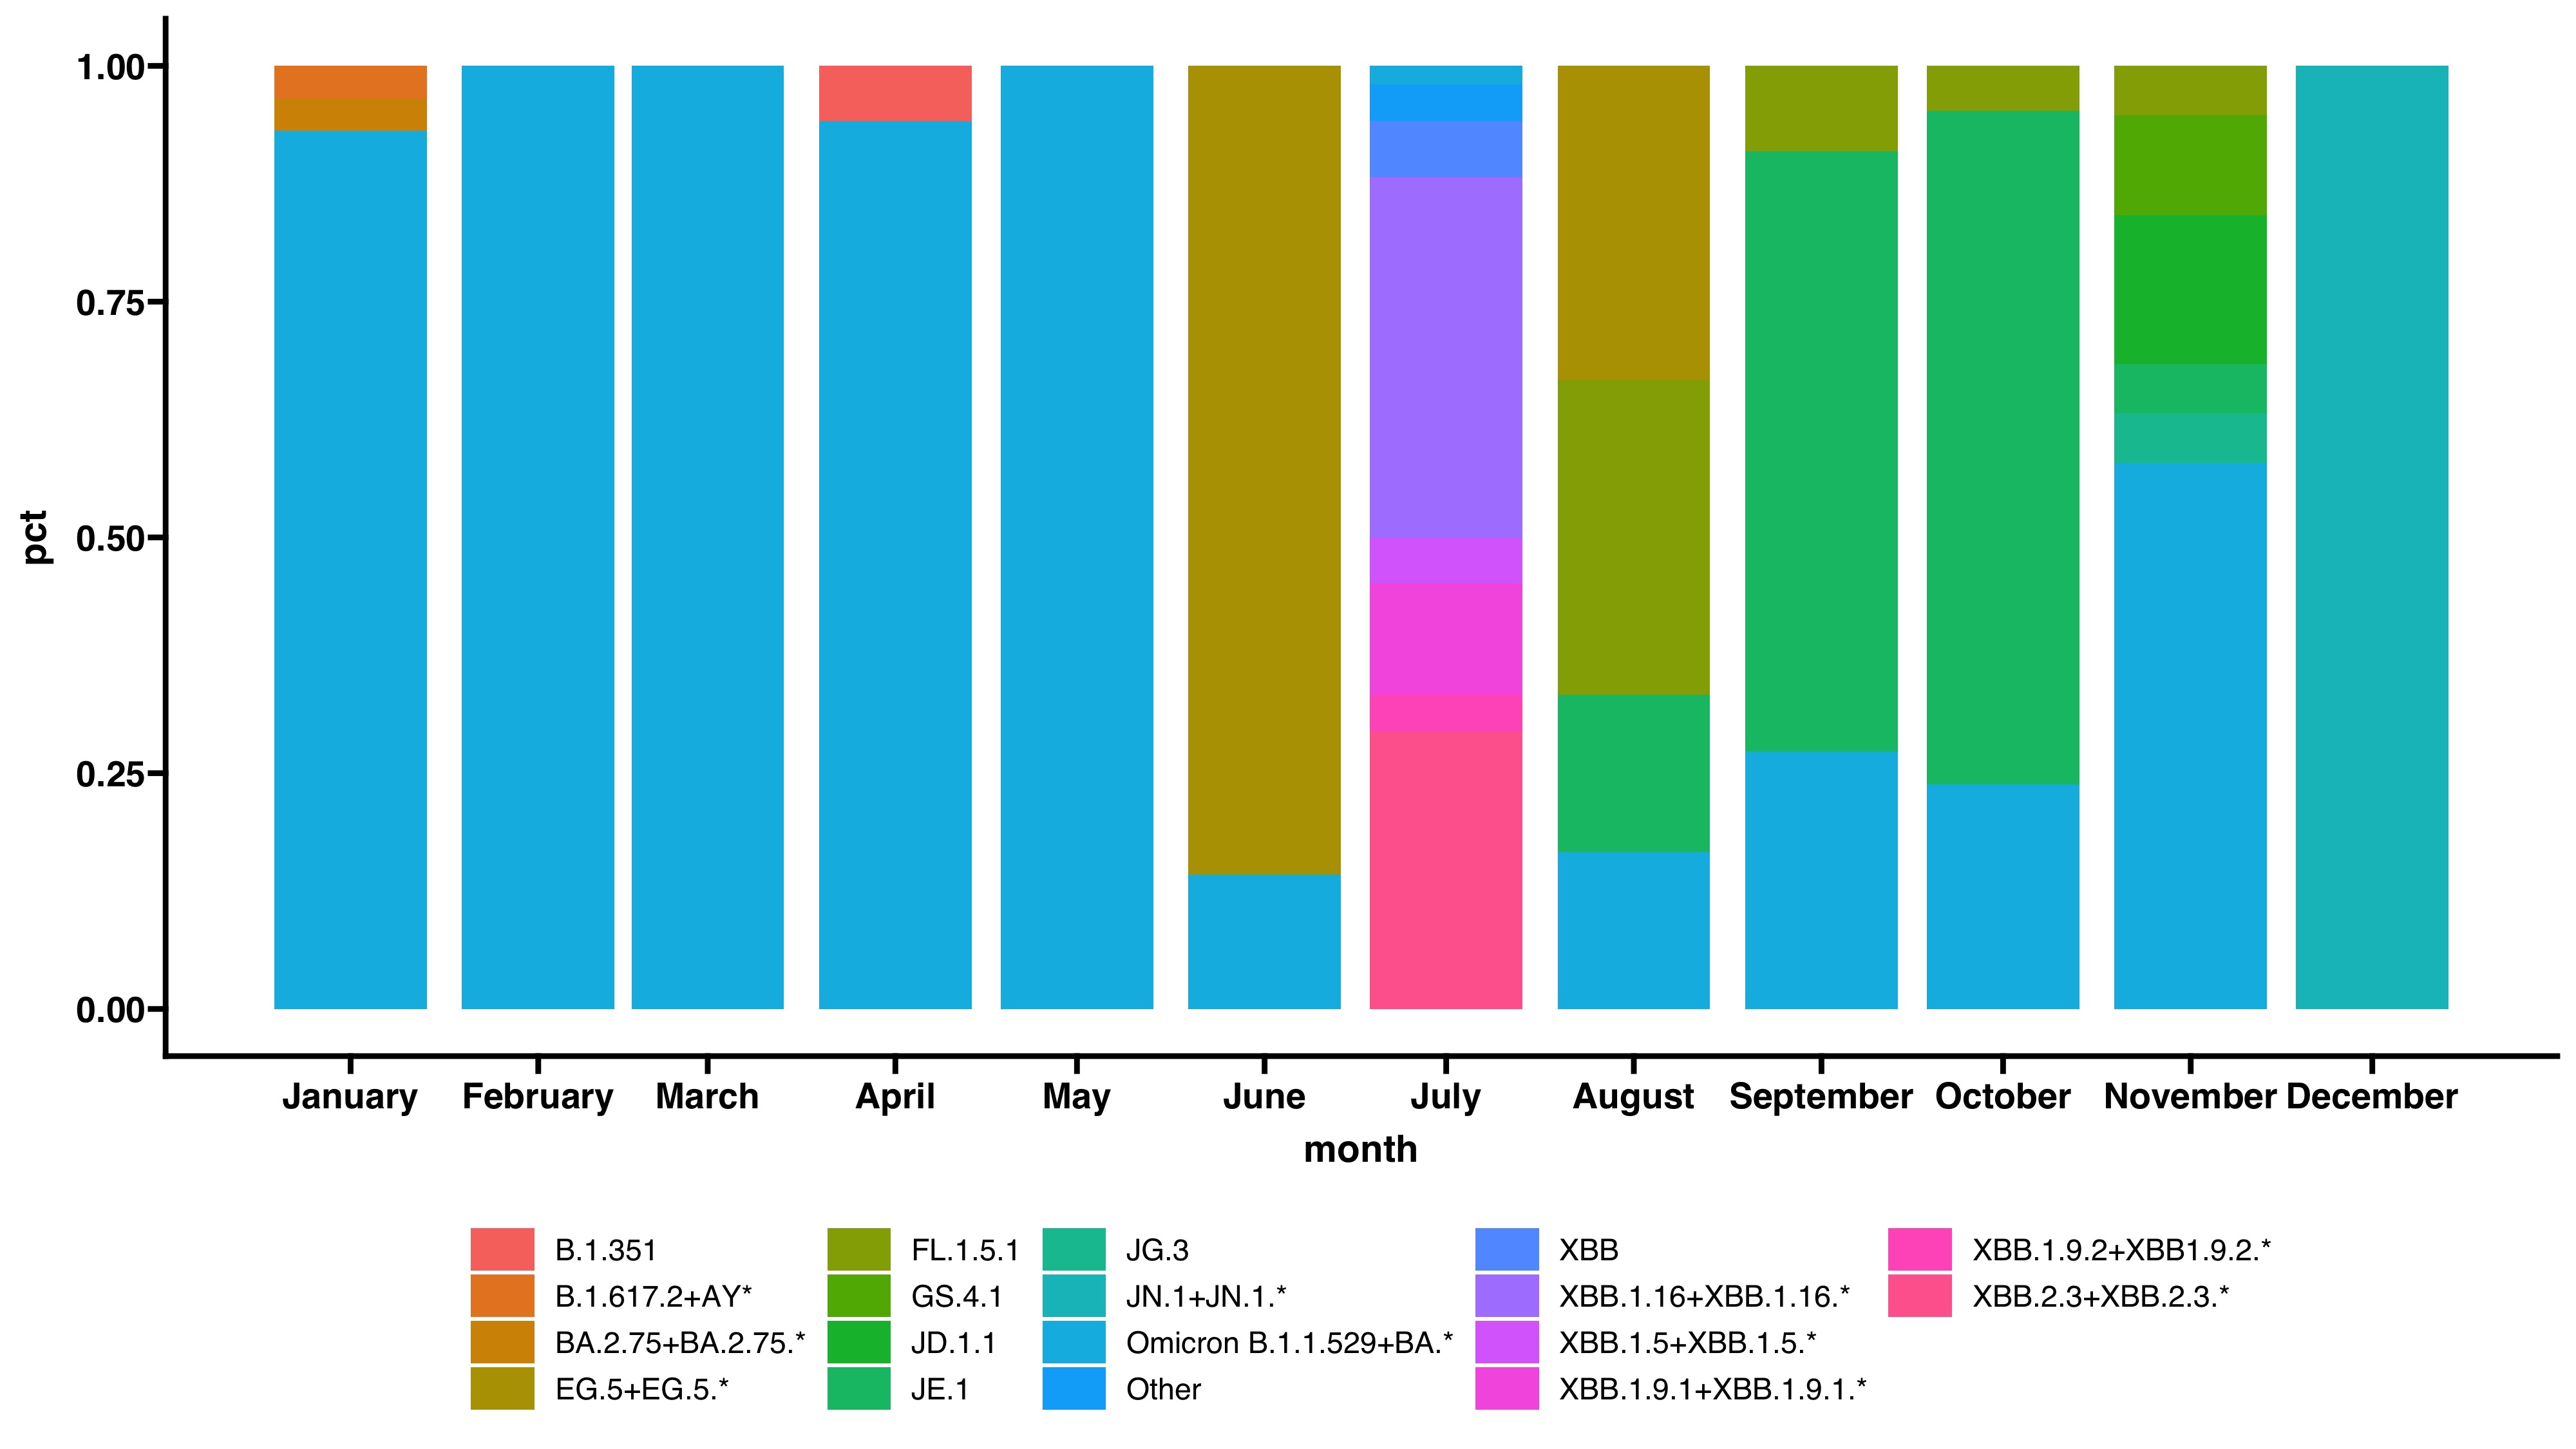 1.00
0.75
0.50
0.25
0.00
pct
January February March April May June July August September October November December
month
B.1.351 FL.1.5.1 JG.3 XBB XBB.1.9.2+XBB1.9.2.*
B.1.617.2+AY* GS.4.1 JN.1+JN.1.* XBB.1.16+XBB.1.16.* XBB.2.3+XBB.2.3.*
BA.2.75+BA.2.75.* JD.1.1 Omicron B.1.1.529+BA.* XBB.1.5+XBB.1.5.*
EG.5+EG.5.* JE.1 Other XBB.1.9.1+XBB.1.9.1.*